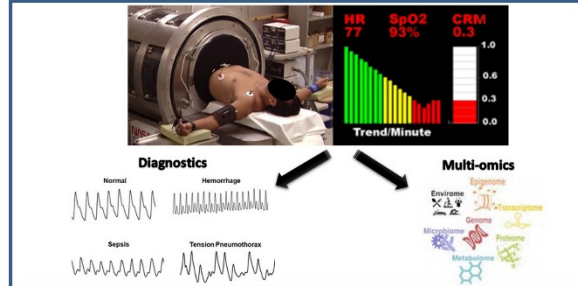 HR SpO2 CRM
77 93% 0.3
1.0
0.6
0.3
0.0
Trend/Minute
Diagnostics
Multi-omics
Normal
Hemorrhage
Sepsis
Tension Pneumothorax
Epigenome
Envirome
Transcriptome
Genome
Microbiome
Proteome
Metabolome